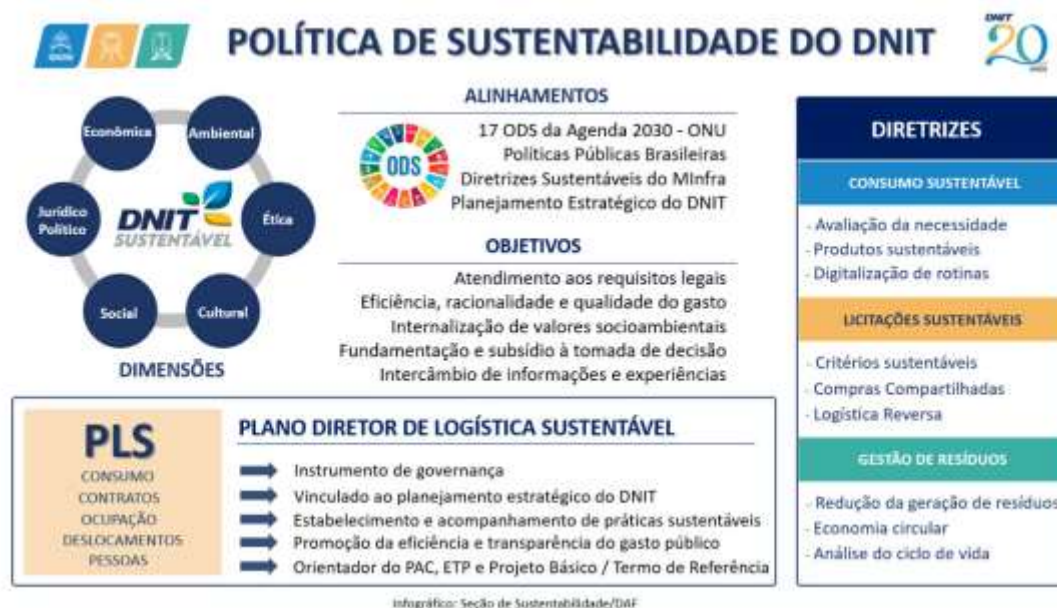 POLÍTICA DE SUSTENTABILIDADE DO DNIT
DNIT
20
Econômica
Ambiental
Jurídico
Político
Ética
Social
Cultural
DNIT
SUSTENTÁVEL
DIMENSÕES
ALINHAMENTOS
ODS
17 ODS da Agenda 2030 - ONU
Políticas Públicas Brasileiras
Diretrizes Sustentáveis do MInfra
Planejamento Estratégico do DNIT
OBJETIVOS
Atendimento aos requisitos legais
Eficiência, racionalidade e qualidade do gasto
Internalização de valores socioambientais
Fundamentação e subsídio à tomada de decisão
Intercâmbio de informações e experiências
PLS
CONSUMO
CONTRATOS
OCUPAÇÃO
DESLOCAMENTOS
PESSOAS
PLANO DIRETOR DE LOGÍSTICA SUSTENTÁVEL
Instrumento de governança
Vinculado ao planejamento estratégico do DNIT
Estabelecimento e acompanhamento de práticas sustentáveis
Promoção da eficiência e transparência do gasto público
Orientador do PAC, ETP e Projeto Básico / Termo de Referência
DIRETRIZES
CONSUMO SUSTENTÁVEL
- Avaliação da necessidade
- Produtos sustentáveis
- Digitalização de rotinas
LICITAÇÕES SUSTENTÁVEIS
- Critérios sustentáveis
- Compras Compartilhadas
- Logística Reversa
GESTÃO DE RESÍDUOS
- Redução da geração de resíduos
- Economia circular
- Análise do ciclo de vida
Infográfico: Seção de Sustentabilidade/DAF